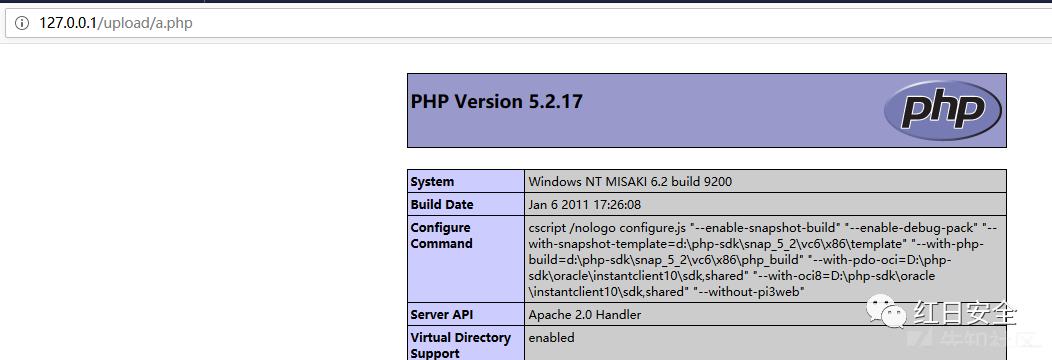 127.0.0.1/upload/a.php
PHP Version 5.2.17
php
System
Windows NT MISAKI 6.2 build 9200
Build Date
Jan 6 2011 17:26:08
Configure
Command
cscript /nologo configure.js "--enable-snapshot-build" "--enable-debug-pack" "--
with-snapshot-template=d:\php-sdk\snap_5_2\vc6\x86\template" "--with-php-
build=d:\php-sdk\snap_5_2\vc6\x86\php_build" "--with-pdo-oci=D:\php-
sdk\oracle\instantclient10\sdk,shared" "--with-oci8=D:\php-sdk\oracle
\instantclient10\sdk,shared" "--without-pi3web"
Server API
Apache 2.0 Handler
红日安全
Virtual Directory
Support
enabled